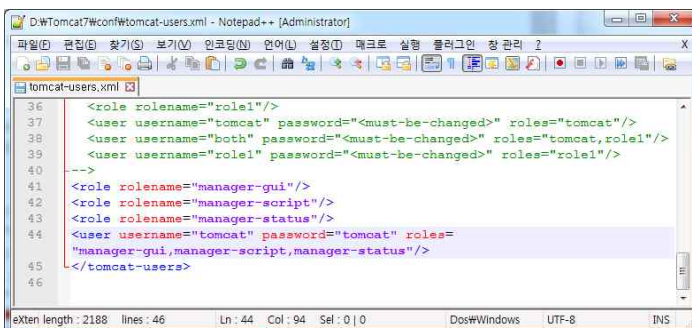 D:₩Tomcat7₩conf₩tomcat-users.xml - Notepad++ [Administrator]
파일(F) 편집(E) 찾기(S) 보기(V) 인코딩(N) 언어(L) 설정(T) 매크로 실행 플러그인 창 관리 ? X
tomcat-users.xml
36 <role rolename="role1"/>
37 <user username="tomcat" password="<must-be-changed>" roles="tomcat"/>
38 <user username="both" password="<must-be-changed>" roles="tomcat,role1"/>
39 <user username="role1" password="<must-be-changed>" roles="role1"/>
40 -->
41 <role rolename="manager-gui"/>
42 <role rolename="manager-script"/>
43 <role rolename="manager-status"/>
44 <user username="tomcat" password="tomcat" roles=
"manager-gui,manager-script,manager-status"/>
45 </tomcat-users>
46
eXten length : 2188 lines : 46 Ln : 44 Col : 94 Sel : 0 | 0 Dos₩Windows UTF-8 INS